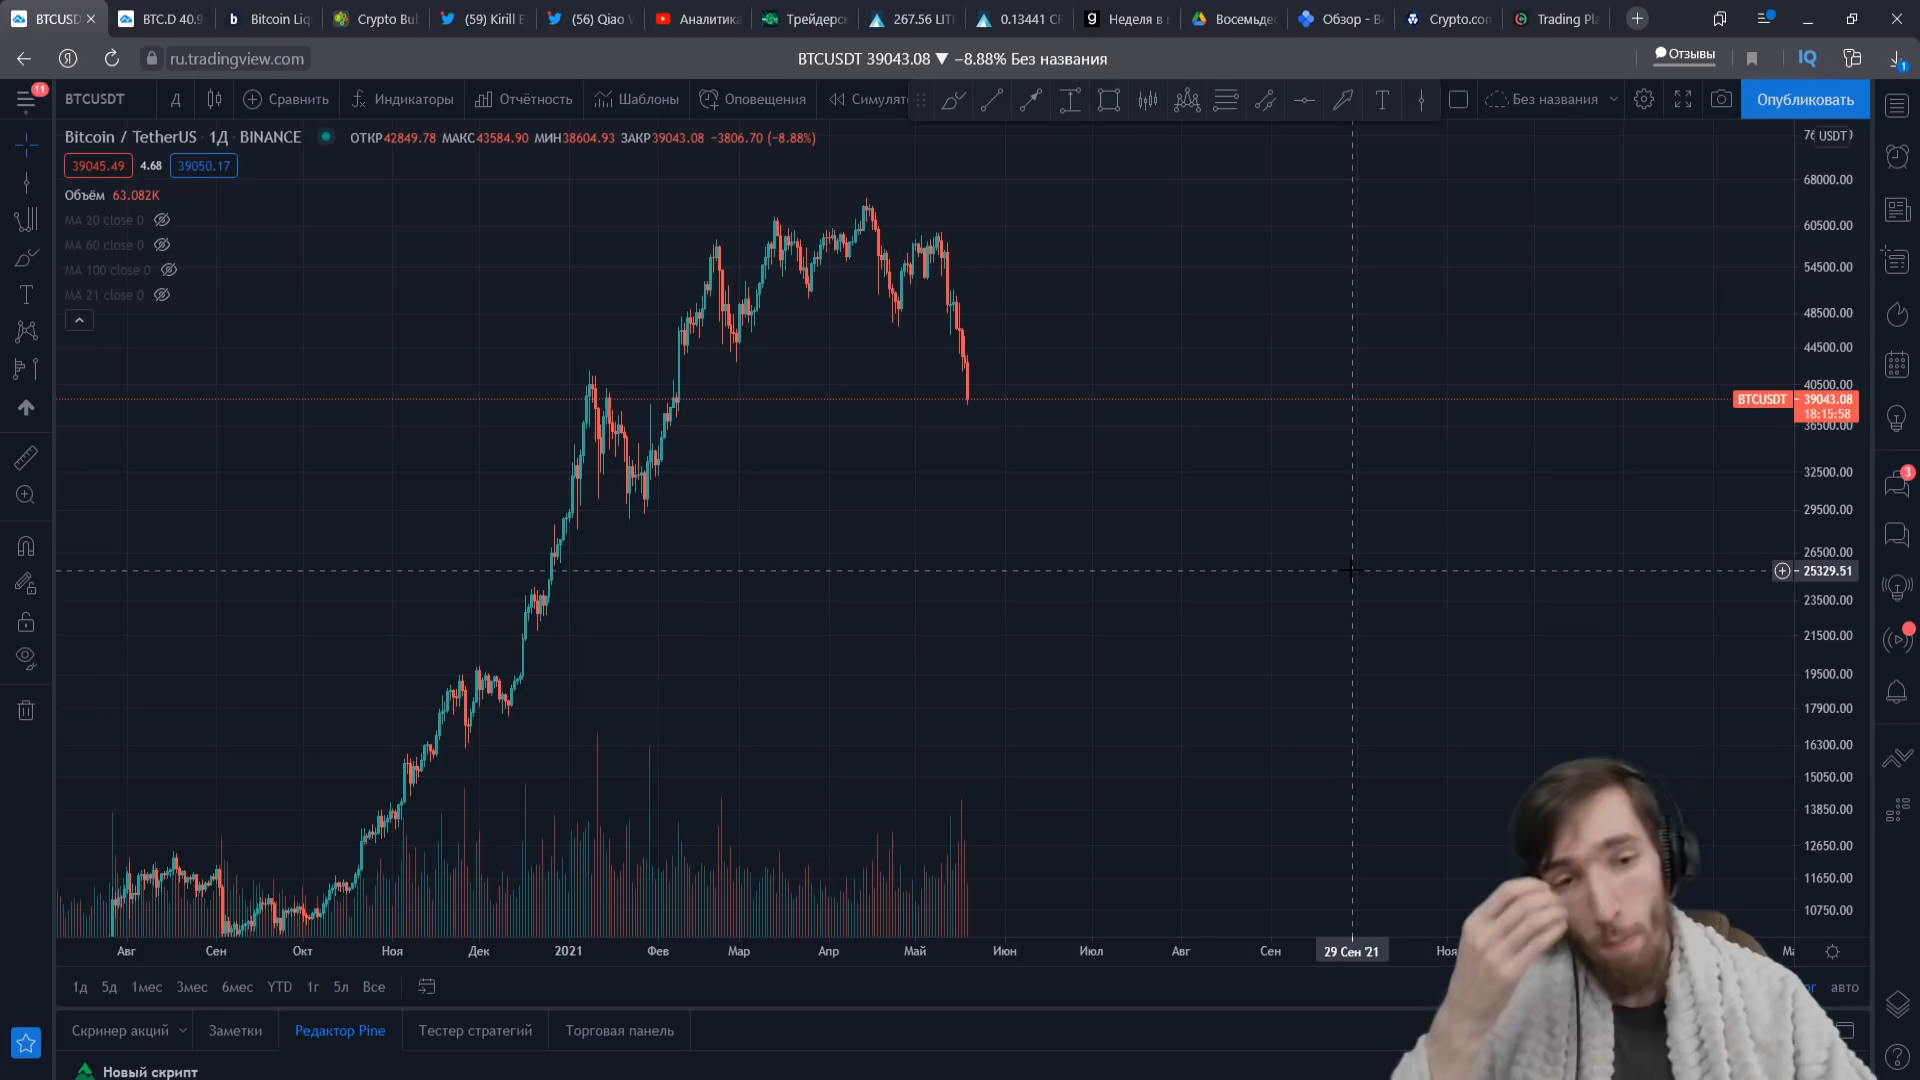 BTCUSD
BTC.D 40.9
Bitcoin Liq
Crypto Bul
(59) Kirill E
(56) Qiao V
Аналитика
Трейдерс
267.56 LIT
0.13441 C
Неделя в
Восемьдес
Обзор - B
Crypto.con
Trading Pla
ru.tradingview.com
BTCUSDT 39043.08 ▼ −8.88% Без названия
Отзывы
IQ
1
11
BTCUSDT
Д
Сравнить
Индикаторы
Отчётность
Шаблоны
Оповещения
Симулят
Без названия
Опубликовать
Bitcoin / TetherUS · 1Д · BINANCE
ОТКР42849.78 МАКС43584.90 МИН38604.93 ЗАКР39043.08 −3806.70 (−8.88%)
USDT
39045.49 4.68 39050.17
Объём 63.082K
MA 20 close 0
MA 60 close 0
MA 100 close 0
MA 21 close 0
68000.00
60500.00
54500.00
48500.00
44500.00
40500.00
BTCUSDT 39043.08
18:15:58
36500.00
32500.00
3
29500.00
26500.00
25329.51
23500.00
21500.00
19500.00
17900.00
16300.00
15050.00
13850.00
12650.00
11650.00
10750.00
Авг Сен Окт Ноя Дек 2021 Фев Мар Апр Май Июн Июл Авг Сен 29 Сен '21 Ноя
1д 5д 1мес 3мес 6мес YTD 1г 5л Все
авто
Скринер акций
Заметки
Редактор Pine
Тестер стратегий
Торговая панель
Новый скрипт